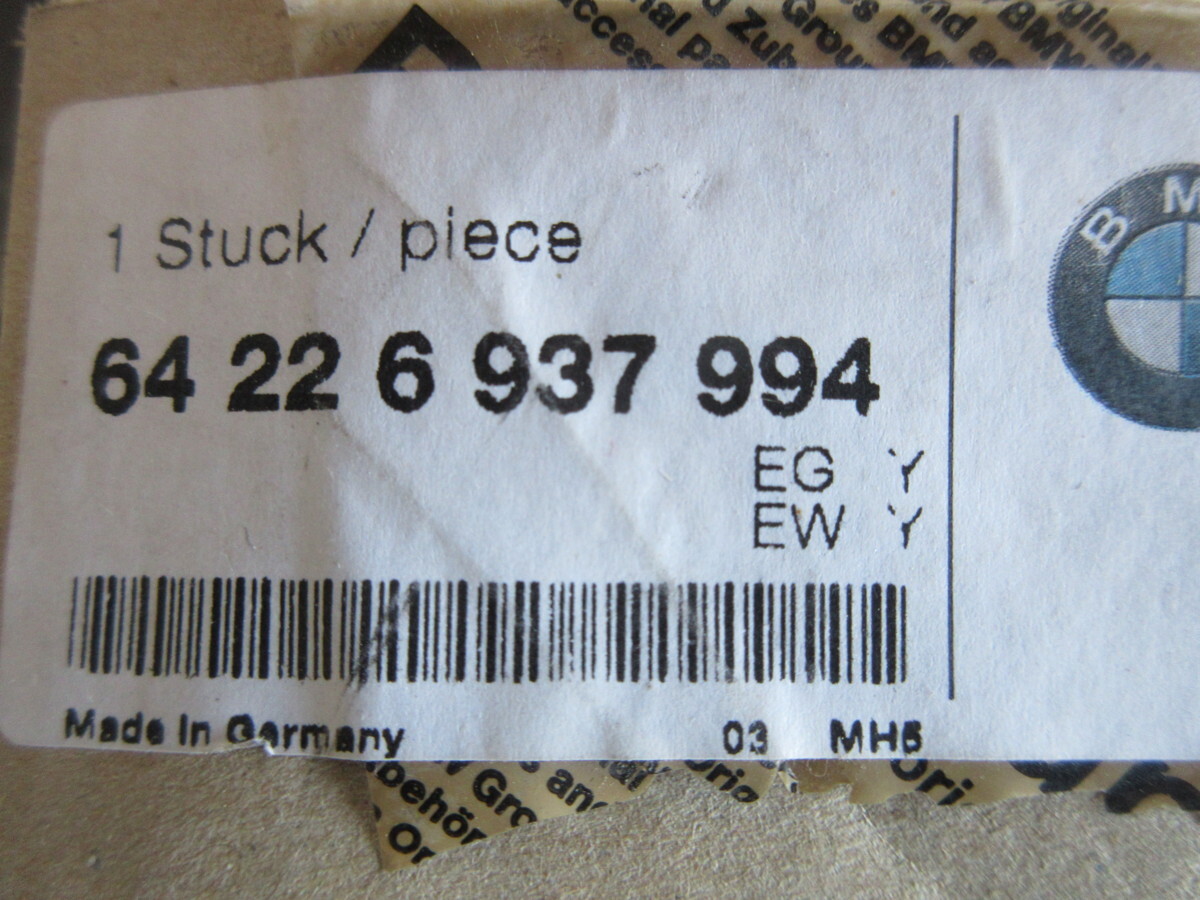 1 Stuck / piece
64 22 6 937 994
EG Y
EW Y
Made In Germany 03 MH5
B M